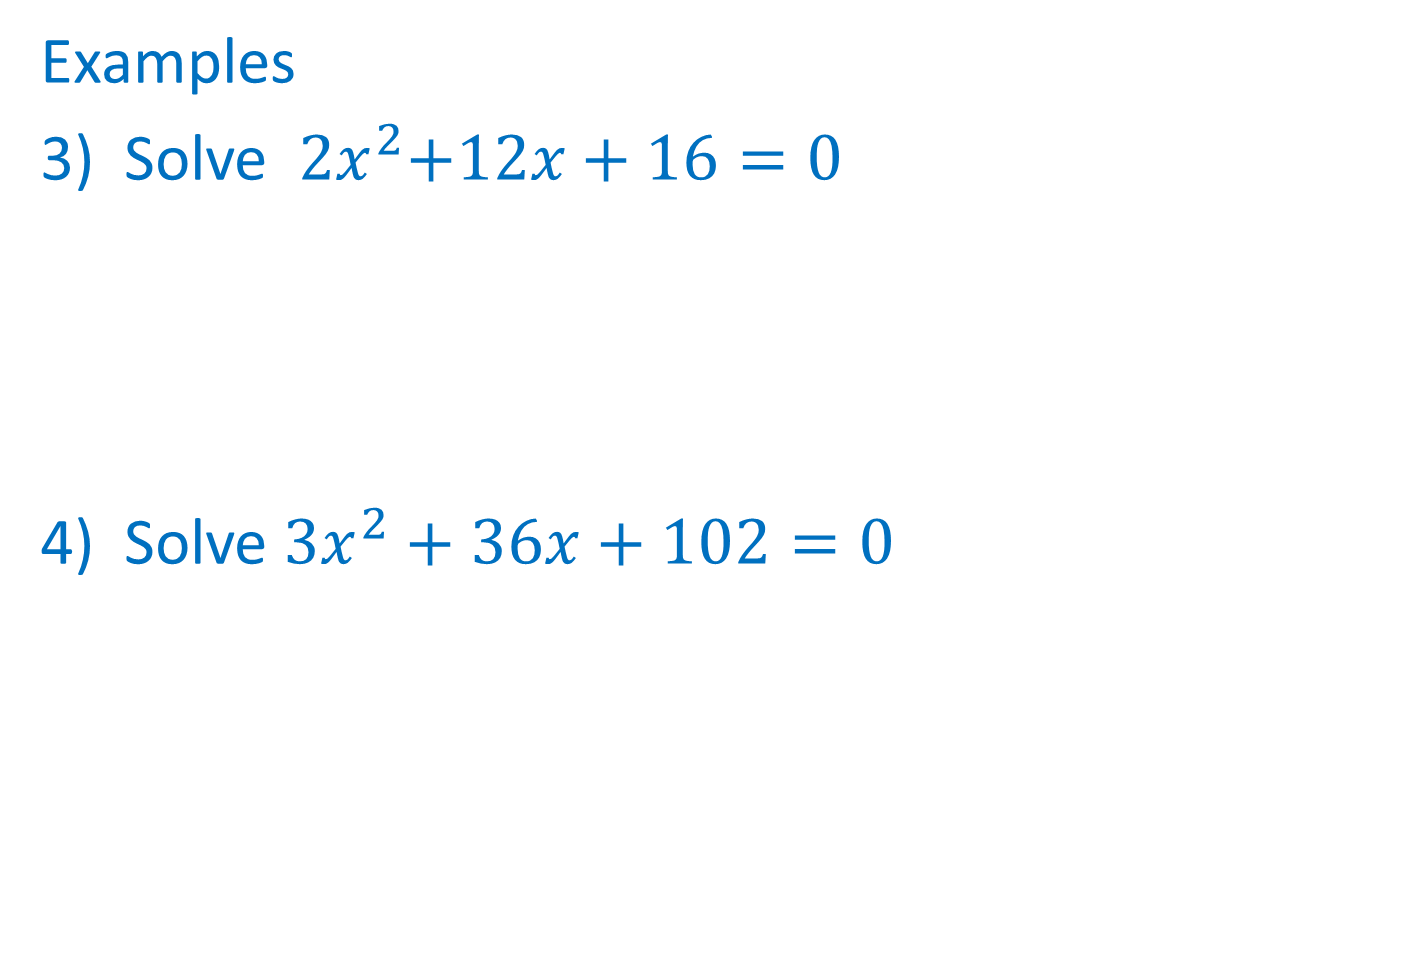 Examples
3) Solve 2x²+12x + 16 = 0
4) Solve 3x² + 36x + 102 = 0